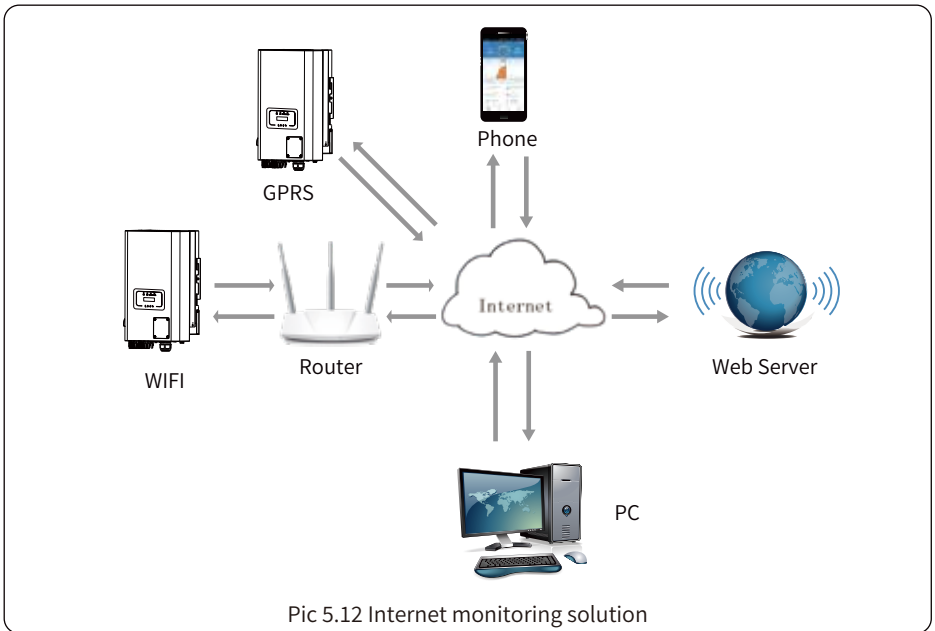 Phone
GPRS
Internet
WIFI
Router
Web Server
PC
Pic 5.12 Internet monitoring solution